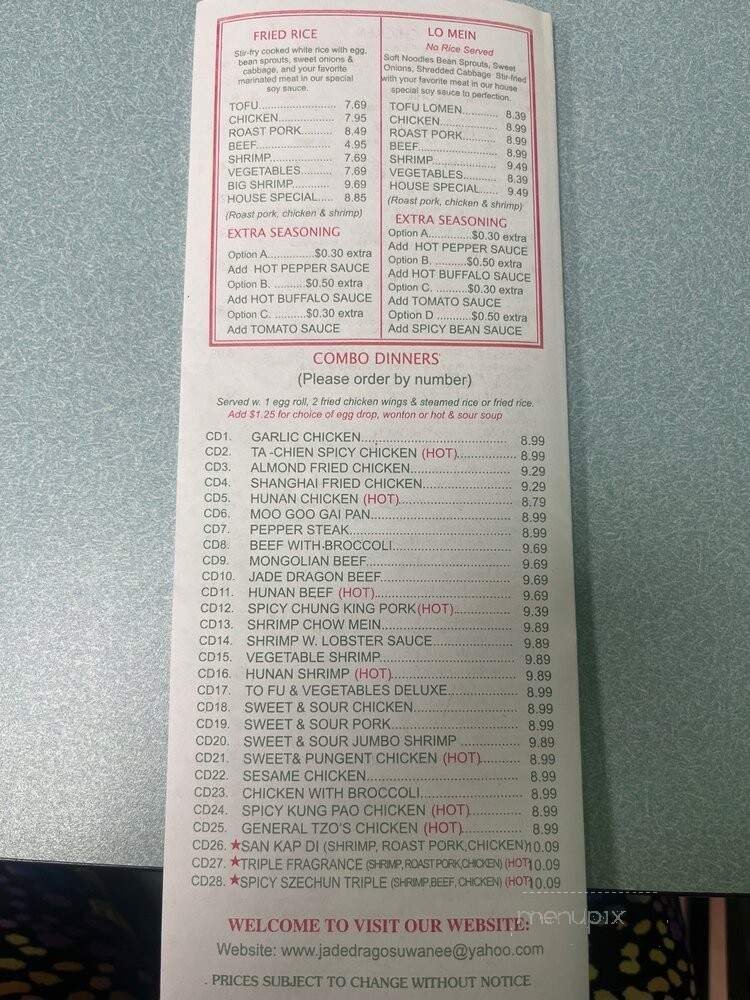 FRIED RICE
Stir-fry cooked white rice with egg,
bean sprouts, sweet onions &
cabbage, and your favorite
marinated meat in our special
soy sauce.
TOFU............................ 7.69
CHICKEN...................... 7.95
ROAST PORK........... 8.49
BEEF.......................... 4.95
SHRIMP...................... 7.69
VEGETABLES........... 7.69
BIG SHRIMP............. 9.69
HOUSE SPECIAL..... 8.85
(Roast pork, chicken & shrimp)
EXTRA SEASONING
Option A...............$0.30 extra
Add HOT PEPPER SAUCE
Option B. ..........$0.50 extra
Add HOT BUFFALO SAUCE
Option C. ..........$0.30 extra
Add TOMATO SAUCE
LO MEIN
No Rice Served
Soft Noodles Bean Sprouts, Sweet
Onions, Shredded Cabbage Stir-fried
with your favorite meat in our house
special soy sauce to perfection.
TOFU LOMEN............ 8.39
CHICKEN.................... 8.99
ROAST PORK............ 8.99
BEEF.......................... 8.99
SHRIMP...................... 9.49
VEGETABLES............ 8.39
HOUSE SPECIAL...... 9.49
(Roast pork, chicken & shrimp)
EXTRA SEASONING
Option A..............$0.30 extra
Add HOT PEPPER SAUCE
Option B. ..........$0.50 extra
Add HOT BUFFALO SAUCE
Option C. ..........$0.30 extra
Add TOMATO SAUCE
Option D ..........$0.50 extra
Add SPICY BEAN SAUCE
COMBO DINNERS
(Please order by number)
Served w. 1 egg roll, 2 fried chicken wings & steamed rice or fried rice.
Add $1.25 for choice of egg drop, wonton or hot & sour soup
CD1. GARLIC CHICKEN.......................................... 8.99
CD2. TA -CHIEN SPICY CHICKEN (HOT)................. 8.99
CD3. ALMOND FRIED CHICKEN............................ 9.29
CD4. SHANGHAI FRIED CHICKEN......................... 9.29
CD5. HUNAN CHICKEN (HOT)............................... 8.79
CD6. MOO GOO GAI PAN...................................... 8.99
CD7. PEPPER STEAK............................................ 8.99
CD8. BEEF WITH BROCCOLI................................. 9.69
CD9. MONGOLIAN BEEF....................................... 9.69
CD10. JADE DRAGON BEEF.................................... 9.69
CD11. HUNAN BEEF (HOT)..................................... 9.69
CD12. SPICY CHUNG KING PORK(HOT)............... 9.39
CD13. SHRIMP CHOW MEIN................................... 9.89
CD14. SHRIMP W. LOBSTER SAUCE...................... 9.89
CD15. VEGETABLE SHRIMP.................................... 9.89
CD16. HUNAN SHRIMP (HOT)................................. 9.89
CD17. TO FU & VEGETABLES DELUXE................... 8.99
CD18. SWEET & SOUR CHICKEN............................ 8.99
CD19. SWEET & SOUR PORK.................................. 8.99
CD20. SWEET & SOUR JUMBO SHRIMP ................ 9.89
CD21. SWEET& PUNGENT CHICKEN (HOT).......... 8.99
CD22. SESAME CHICKEN........................................ 8.99
CD23. CHICKEN WITH BROCCOLI.......................... 8.99
CD24. SPICY KUNG PAO CHICKEN (HOT).............. 8.99
CD25. GENERAL TZO'S CHICKEN (HOT)................ 8.99
CD26. ★SAN KAP DI (SHRIMP, ROAST PORK,CHICKEN)10.09
CD27. ★TRIPLE FRAGRANCE (SHRIMP, ROAST PORK,CHICKEN) (HOT)10.09
CD28. ★SPICY SZECHUN TRIPLE (SHRIMP,BEEF, CHICKEN) (HOT)10.09
menupix
WELCOME TO VISIT OUR WEBSITE:
Website: www.jadedragosuwanee@yahoo.com
. PRICES SUBJECT TO CHANGE WITHOUT NOTICE